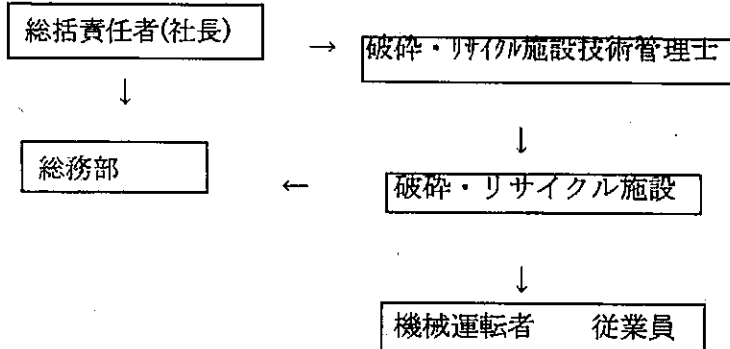 総括責任者(社長)
→ 破砕・リサイクル施設技術管理士
↓ ↓
総務部 ← 破砕・リサイクル施設
↓
機械運転者 従業員